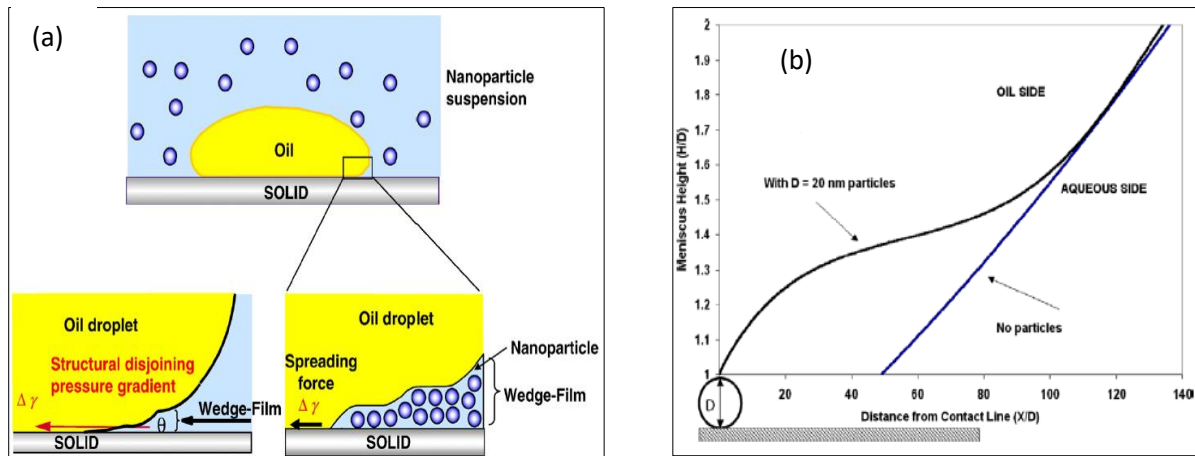 (a)
Nanoparticle
suspension
Oil
SOLID
Oil droplet
Structural disjoining
pressure gradient
Δγ
θ
Wedge-Film
SOLID
Oil droplet
Nanoparticle
Spreading
force
Δγ
Wedge-Film
SOLID
(b)
Meniscus Height (H/D)
2
1.9
1.8
1.7
1.6
1.5
1.4
1.3
1.2
1.1
1
OIL SIDE
AQUEOUS SIDE
With D = 20 nm particles
No particles
D
20
40
60
80
100
120
140
Distance from Contact Line (X/D)